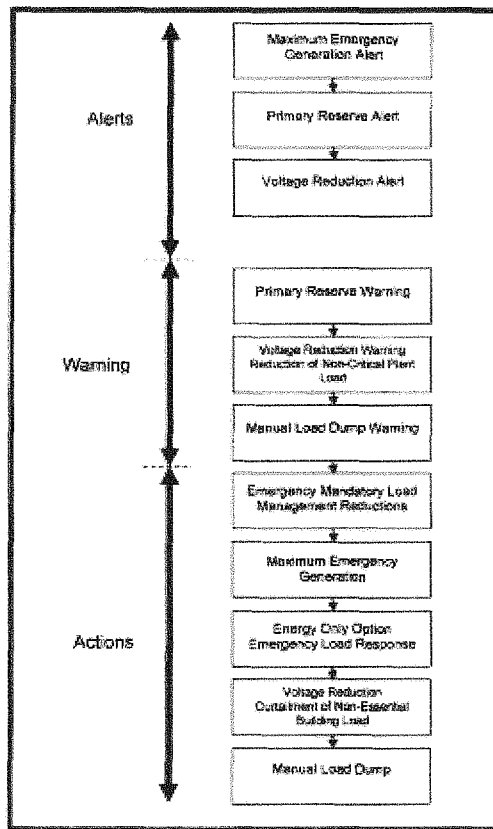 Alerts
Maximum Emergency
Generation Alert
Primary Reserve Alert
Voltage Reduction Alert
Warning
Primary Reserve Warning
Voltage Reduction Warning
Reduction of Non-Critical Plant
Load
Manual Load Dump Warning
Actions
Emergency Mandatory Load
Management Reductions
Maximum Emergency
Generation
Energy Only Option
Emergency Load Response
Voltage Reduction
Curtailment of Non-Essential
Building Load
Manual Load Dump